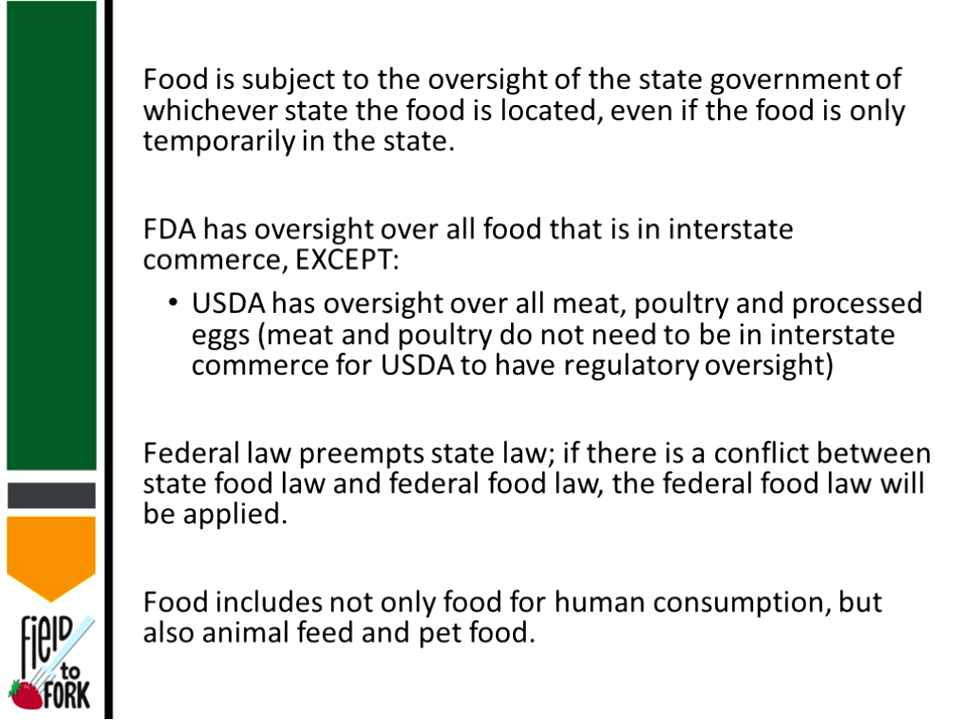 Food is subject to the oversight of the state government of
whichever state the food is located, even if the food is only
temporarily in the state.
FDA has oversight over all food that is in interstate
commerce, EXCEPT:
• USDA has oversight over all meat, poultry and processed
eggs (meat and poultry do not need to be in interstate
commerce for USDA to have regulatory oversight)
Federal law preempts state law; if there is a conflict between
state food law and federal food law, the federal food law will
be applied.
Food includes not only food for human consumption, but
also animal feed and pet food.
FiElD
to
FORK